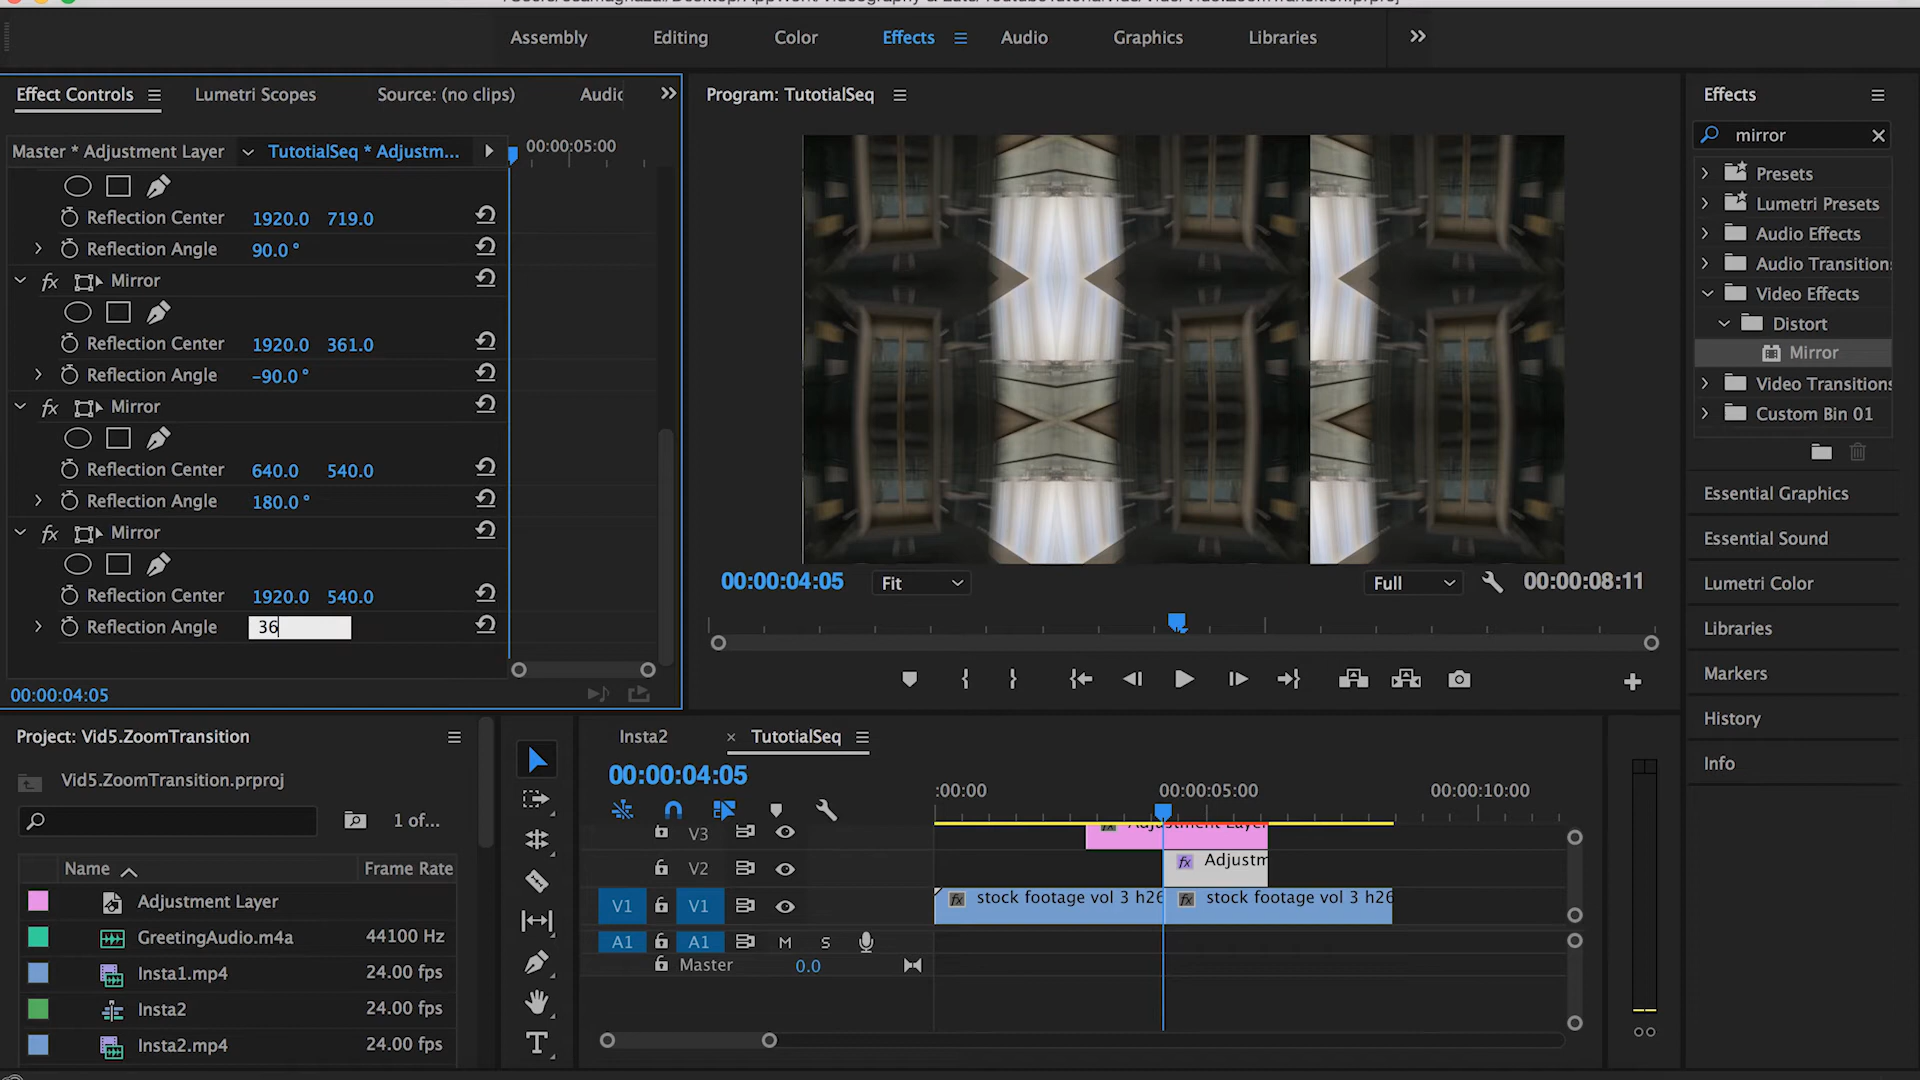 Assembly
Editing
Color
Effects
Audio
Graphics
Libraries
Effect Controls
Lumetri Scopes
Source: (no clips)
Audic
Program: TutotialSeq
Effects
Master * Adjustment Layer
TutotialSeq * Adjustm...
00:00:05:00
mirror
Presets
Lumetri Presets
Audio Effects
Audio Transition
Video Effects
Distort
Mirror
Video Transitions
Custom Bin 01
Reflection Center 1920.0 719.0
Reflection Angle 90.0 °
fx Mirror
Reflection Center 1920.0 361.0
Reflection Angle -90.0 °
fx Mirror
Reflection Center 640.0 540.0
Reflection Angle 180.0 °
fx Mirror
Reflection Center 1920.0 540.0
Reflection Angle 36
00:00:04:05
00:00:04:05
Fit
Full
00:00:08:11
Essential Graphics
Essential Sound
Lumetri Color
Libraries
Markers
History
Info
Project: Vid5.ZoomTransition
Vid5.ZoomTransition.prproj
1 of...
Name
Frame Rate
Adjustment Layer
GreetingAudio.m4a 44100 Hz
Insta1.mp4 24.00 fps
Insta2 24.00 fps
Insta2.mp4 24.00 fps
T
Insta2
× TutotialSeq
00:00:04:05
:00:00
00:00:05:00
00:00:10:00
V3
fx Adjustment Layer
V2
fx Adjustm
V1 V1
fx stock footage vol 3 h26
fx stock footage vol 3 h26
A1 A1 M S
Master 0.0